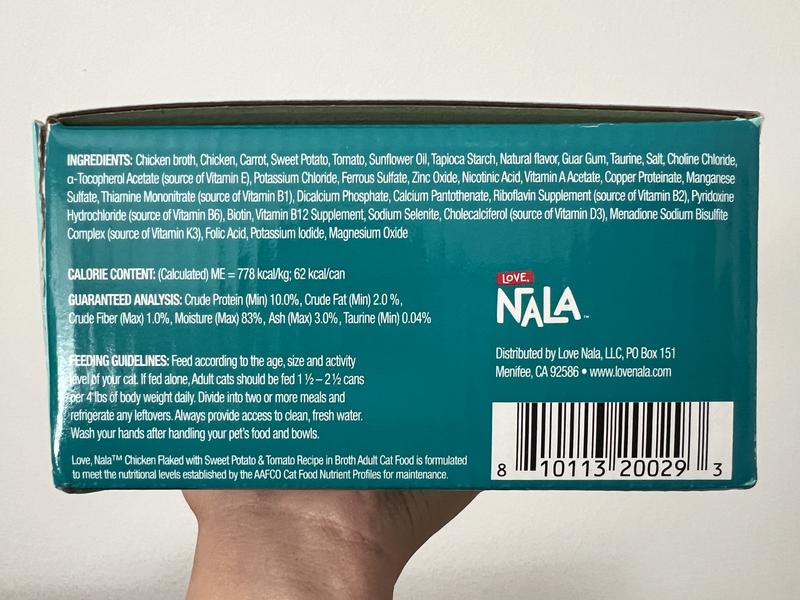 INGREDIENTS: Chicken broth, Chicken, Carrot, Sweet Potato, Tomato, Sunflower Oil, Tapioca Starch, Natural flavor, Guar Gum, Taurine, Salt, Choline Chloride,
α-Tocopherol Acetate (source of Vitamin E), Potassium Chloride, Ferrous Sulfate, Zinc Oxide, Nicotinic Acid, Vitamin A Acetate, Copper Proteinate, Manganese
Sulfate, Thiamine Mononitrate (source of Vitamin B1), Dicalcium Phosphate, Calcium Pantothenate, Riboflavin Supplement (source of Vitamin B2), Pyridoxine
Hydrochloride (source of Vitamin B6), Biotin, Vitamin B12 Supplement, Sodium Selenite, Cholecalciferol (source of Vitamin D3), Menadione Sodium Bisulfite
Complex (source of Vitamin K3), Folic Acid, Potassium Iodide, Magnesium Oxide
CALORIE CONTENT: (Calculated) ME = 778 kcal/kg; 62 kcal/can
GUARANTEED ANALYSIS: Crude Protein (Min) 10.0%, Crude Fat (Min) 2.0 %,
Crude Fiber (Max) 1.0%, Moisture (Max) 83%, Ash (Max) 3.0%, Taurine (Min) 0.04%
FEEDING GUIDELINES: Feed according to the age, size and activity
level of your cat. If fed alone, Adult cats should be fed 1 ½ – 2 ½ cans
per 4 lbs of body weight daily. Divide into two or more meals and
refrigerate any leftovers. Always provide access to clean, fresh water.
Wash your hands after handling your pet's food and bowls.
Love, Nala™ Chicken Flaked with Sweet Potato & Tomato Recipe in Broth Adult Cat Food is formulated
to meet the nutritional levels established by the AAFCO Cat Food Nutrient Profiles for maintenance.
LOVE,
NALA™
Distributed by Love Nala, LLC, PO Box 151
Menifee, CA 92586 • www.lovenala.com
8 10113 20029 3